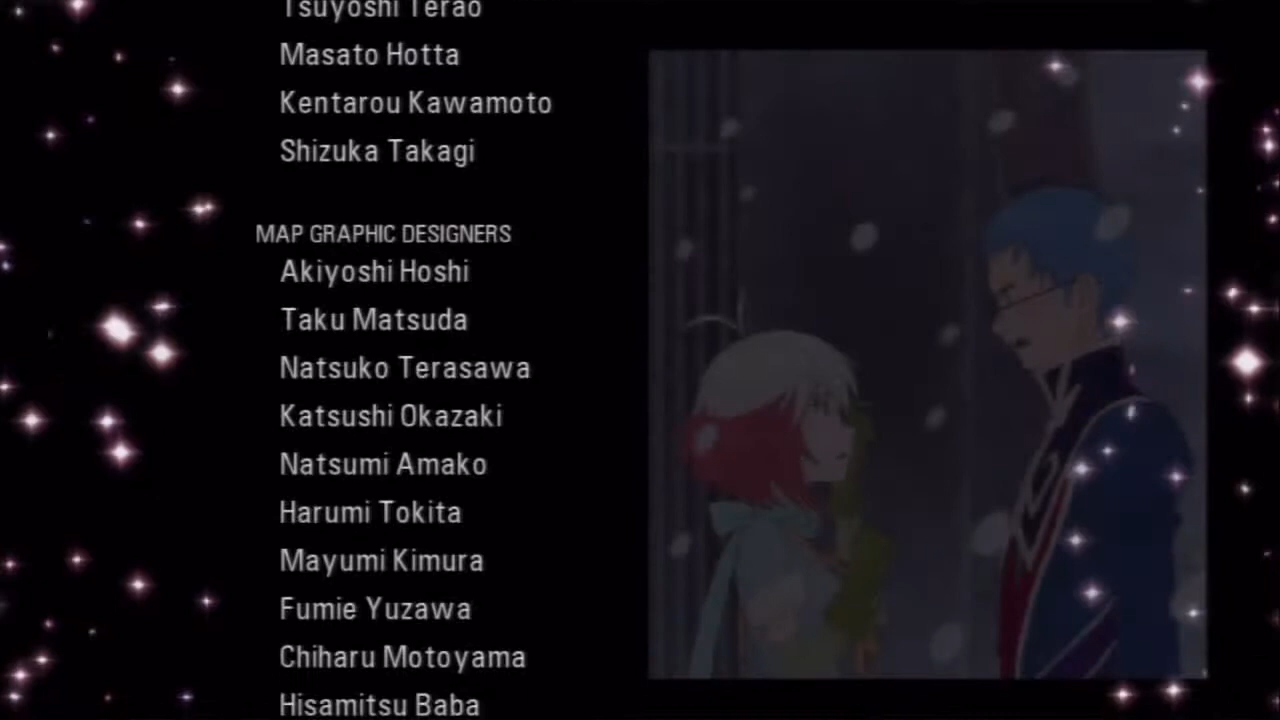 Tsuyoshi Terao
Masato Hotta
Kentarou Kawamoto
Shizuka Takagi
MAP GRAPHIC DESIGNERS
Akiyoshi Hoshi
Taku Matsuda
Natsuko Terasawa
Katsushi Okazaki
Natsumi Amako
Harumi Tokita
Mayumi Kimura
Fumie Yuzawa
Chiharu Motoyama
Hisamitsu Baba